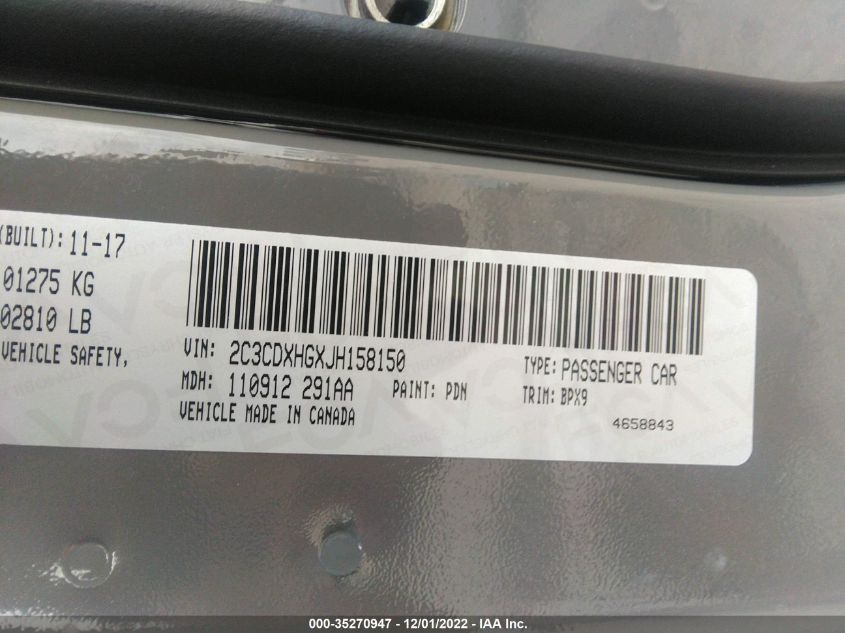 (BUILT): 11-17
01275 KG
02810 LB
VEHICLE SAFETY,
VIN: 2C3CDXHGXJH158150
TYPE: PASSENGER CAR
MDH: 110912 291AA PAINT: PDN TRIM: BPX9
VEHICLE MADE IN CANADA
4658843
000-35270947 - 12/01/2022 - IAA Inc.